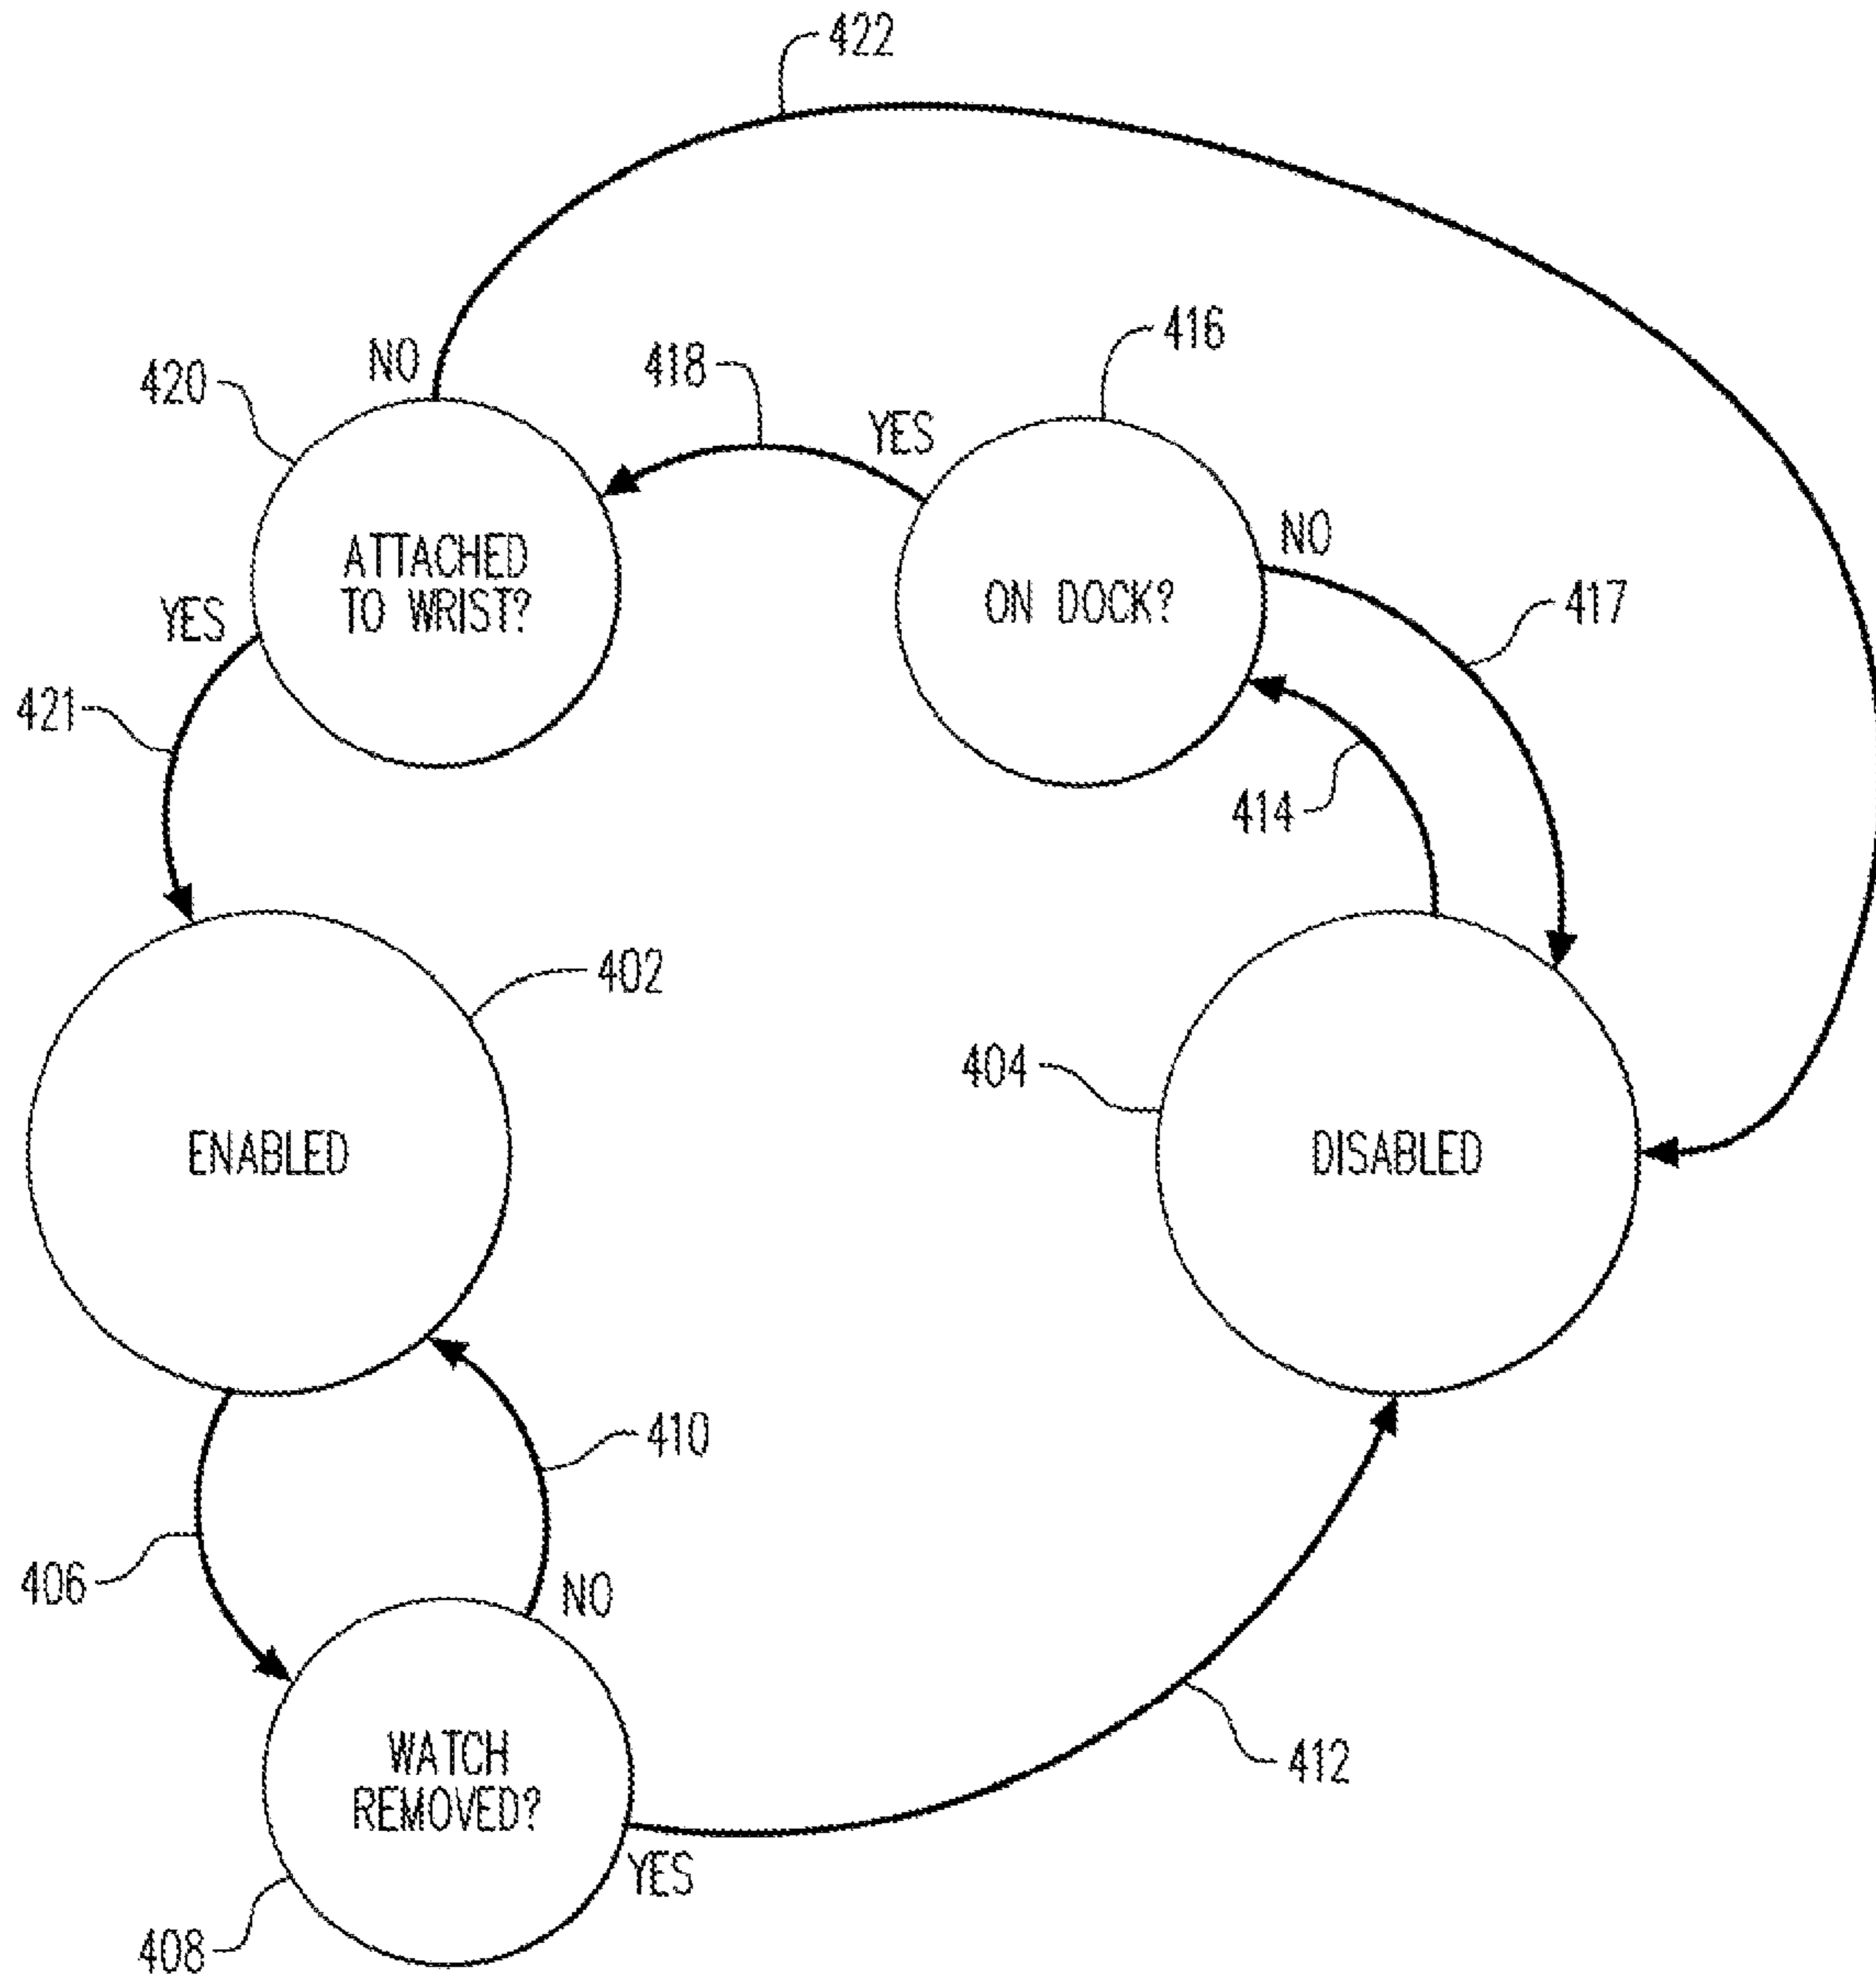 422
416
NO
418
420
YES
NO
ATTACHED
TO WRIST?
ON DOCK?
417
YES
421
414
402
404
ENABLED
DISABLED
410
406
NO
WATCH
REMOVED?
412
YES
408